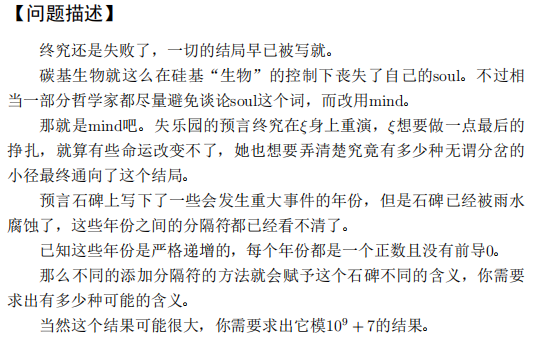 【问题描述】
终究还是失败了，一切的结局早已被写就。
碳基生物就这么在硅基“生物”的控制下丧失了自己的soul。不过相
当一部分哲学家都尽量避免谈论soul这个词，而改用mind。
那就是mind吧。失乐园的预言终究在ξ身上重演，ξ想要做一点最后的
挣扎，就算有些命运改变不了，她也想要弄清楚究竟有多少种无谓分岔的
小径最终通向了这个结局。
预言石碑上写下了一些会发生重大事件的年份，但是石碑已经被雨水
腐蚀了，这些年份之间的分隔符都已经看不清了。
已知这些年份是严格递增的，每个年份都是一个正数且没有前导0。
那么不同的添加分隔符的方法就会赋予这个石碑不同的含义，你需要
求出有多少种可能的含义。
当然这个结果可能很大，你需要求出它模10⁹ + 7的结果。